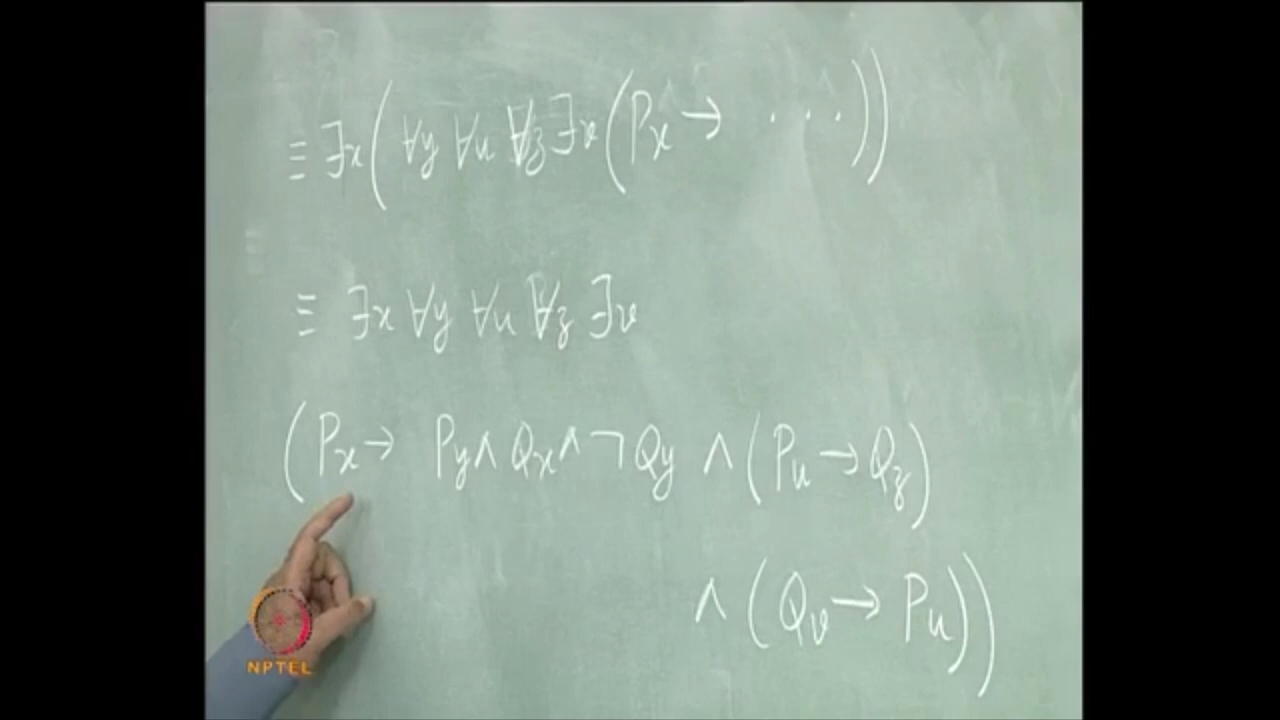 ≡ ∃x(∀y ∀u ∀z ∃v(Px → ...))
≡ ∃x ∀y ∀u ∀z ∃v
(Px → Py ∧ Qx ∧ ¬Qy ∧ (Pu → Qz)
∧ (Qv → Pu))
NPTEL